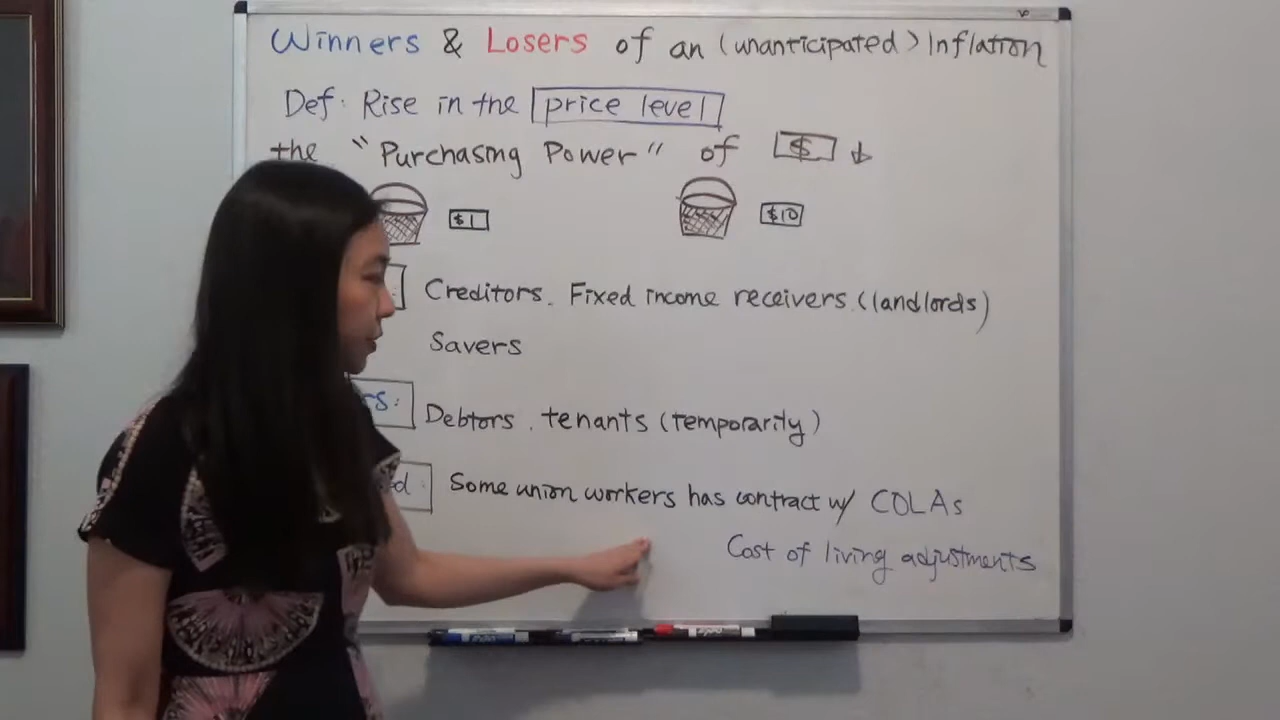 Winners & Losers of an (unanticipated) Inflation
Def: Rise in the price level
the "Purchasing Power" of $ ↓
$1 $10
Creditors. Fixed income receivers. (landlords)
Savers
Debtors, tenants (temporarity)
Some union workers has contract w/ COLAs
Cost of living adjustments